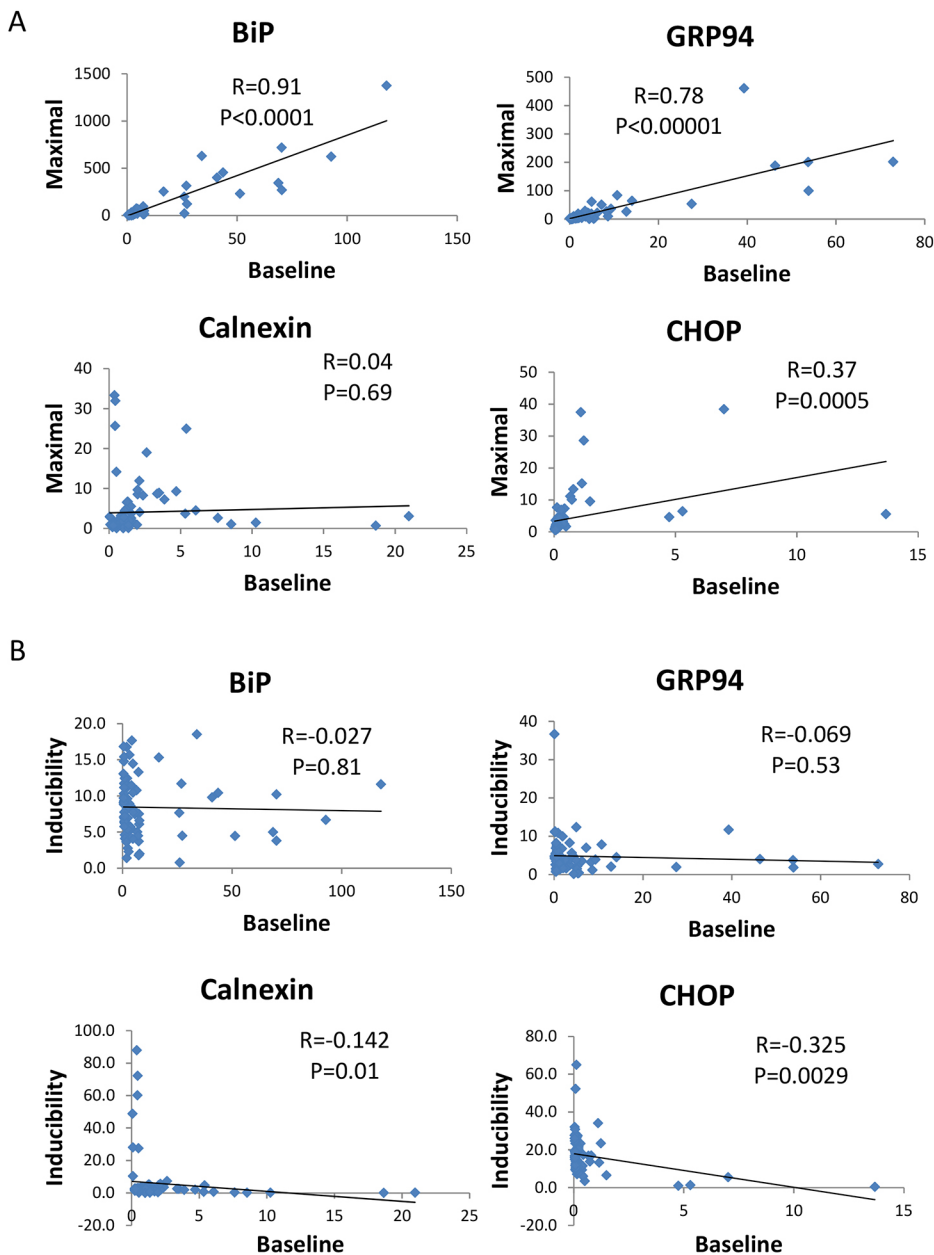 A
BiP
R=0.91
P<0.0001
1500
1000
500
0
0 50 100 150
Maximal
Baseline
GRP94
R=0.78
P<0.00001
500
400
300
200
100
0
0 20 40 60 80
Maximal
Baseline
Calnexin
R=0.04
P=0.69
40
30
20
10
0
0 5 10 15 20 25
Maximal
Baseline
CHOP
R=0.37
P=0.0005
50
40
30
20
10
0
0 5 10 15
Maximal
Baseline
B
BiP
R=-0.027
P=0.81
20.0
15.0
10.0
5.0
0.0
0 50 100 150
Inducibility
Baseline
GRP94
R=-0.069
P=0.53
40
30
20
10
0
0 20 40 60 80
Inducibility
Baseline
Calnexin
R=-0.142
P=0.01
100.0
80.0
60.0
40.0
20.0
0.0
-20.0
0 5 10 15 20 25
Inducibility
Baseline
CHOP
R=-0.325
P=0.0029
80.0
60.0
40.0
20.0
0.0
-20.0
0 5 10 15
Inducibility
Baseline